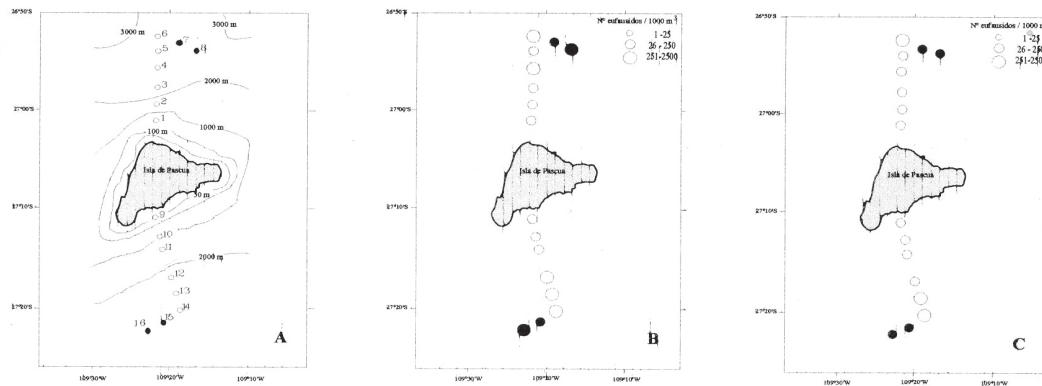 26°50'S
3000 m
3000 m
6
7
5
8
4
2000 m
3
2
27°00'S
1
1000 m
100 m
Isla de Pascua
50 m
27°10'S
9
10
11
2000 m
12
13
27°20'S
14
15
16
A
109°30'W
109°20'W
109°10'W
26°50'S
Nº eufausidos / 1000 m³
1 -25
26 - 250
251-2500
27°00'S
Isla de Pascua
27°10'S
27°20'S
B
109°30'W
109°20'W
109°10'W
26°50'S
Nº eufausidos / 1000 m
1 -25
26 - 250
251-2500
27°00'S
Isla de Pascua
27°10'S
27°20'S
C
109°30'W
109°20'W
109°10'W